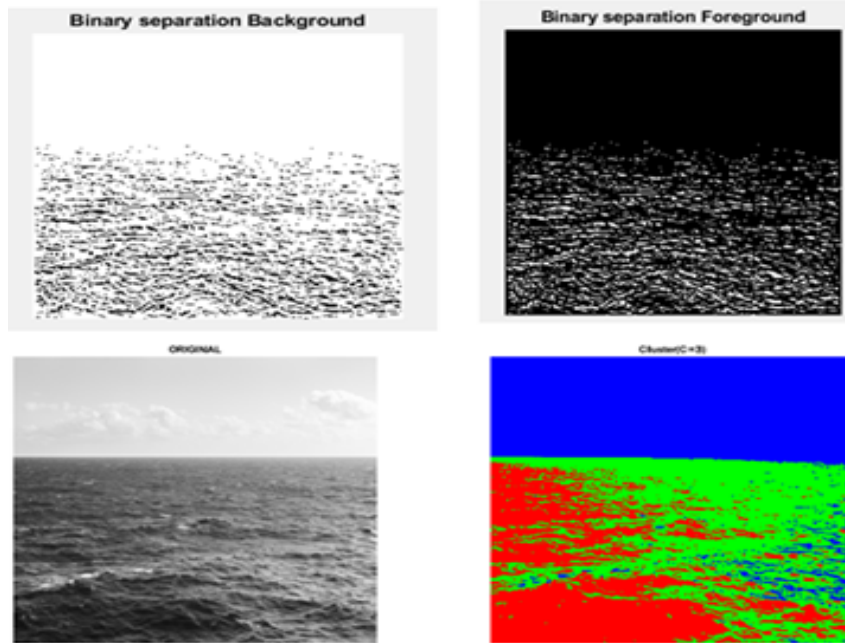 Binary separation Background
Binary separation Foreground
ORIGINAL
Cluster(C=3)